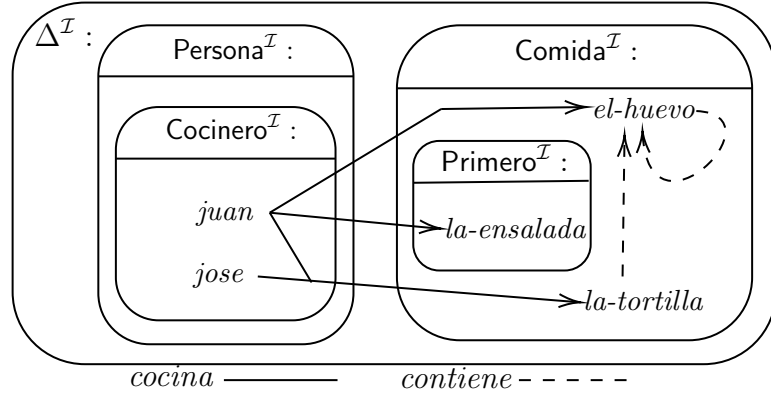 Δ^ℐ :
Persona^ℐ :
Comida^ℐ :
el-huevo
Cocinero^ℐ :
Primero^ℐ :
juan
la-ensalada
jose
la-tortilla
cocina
contiene